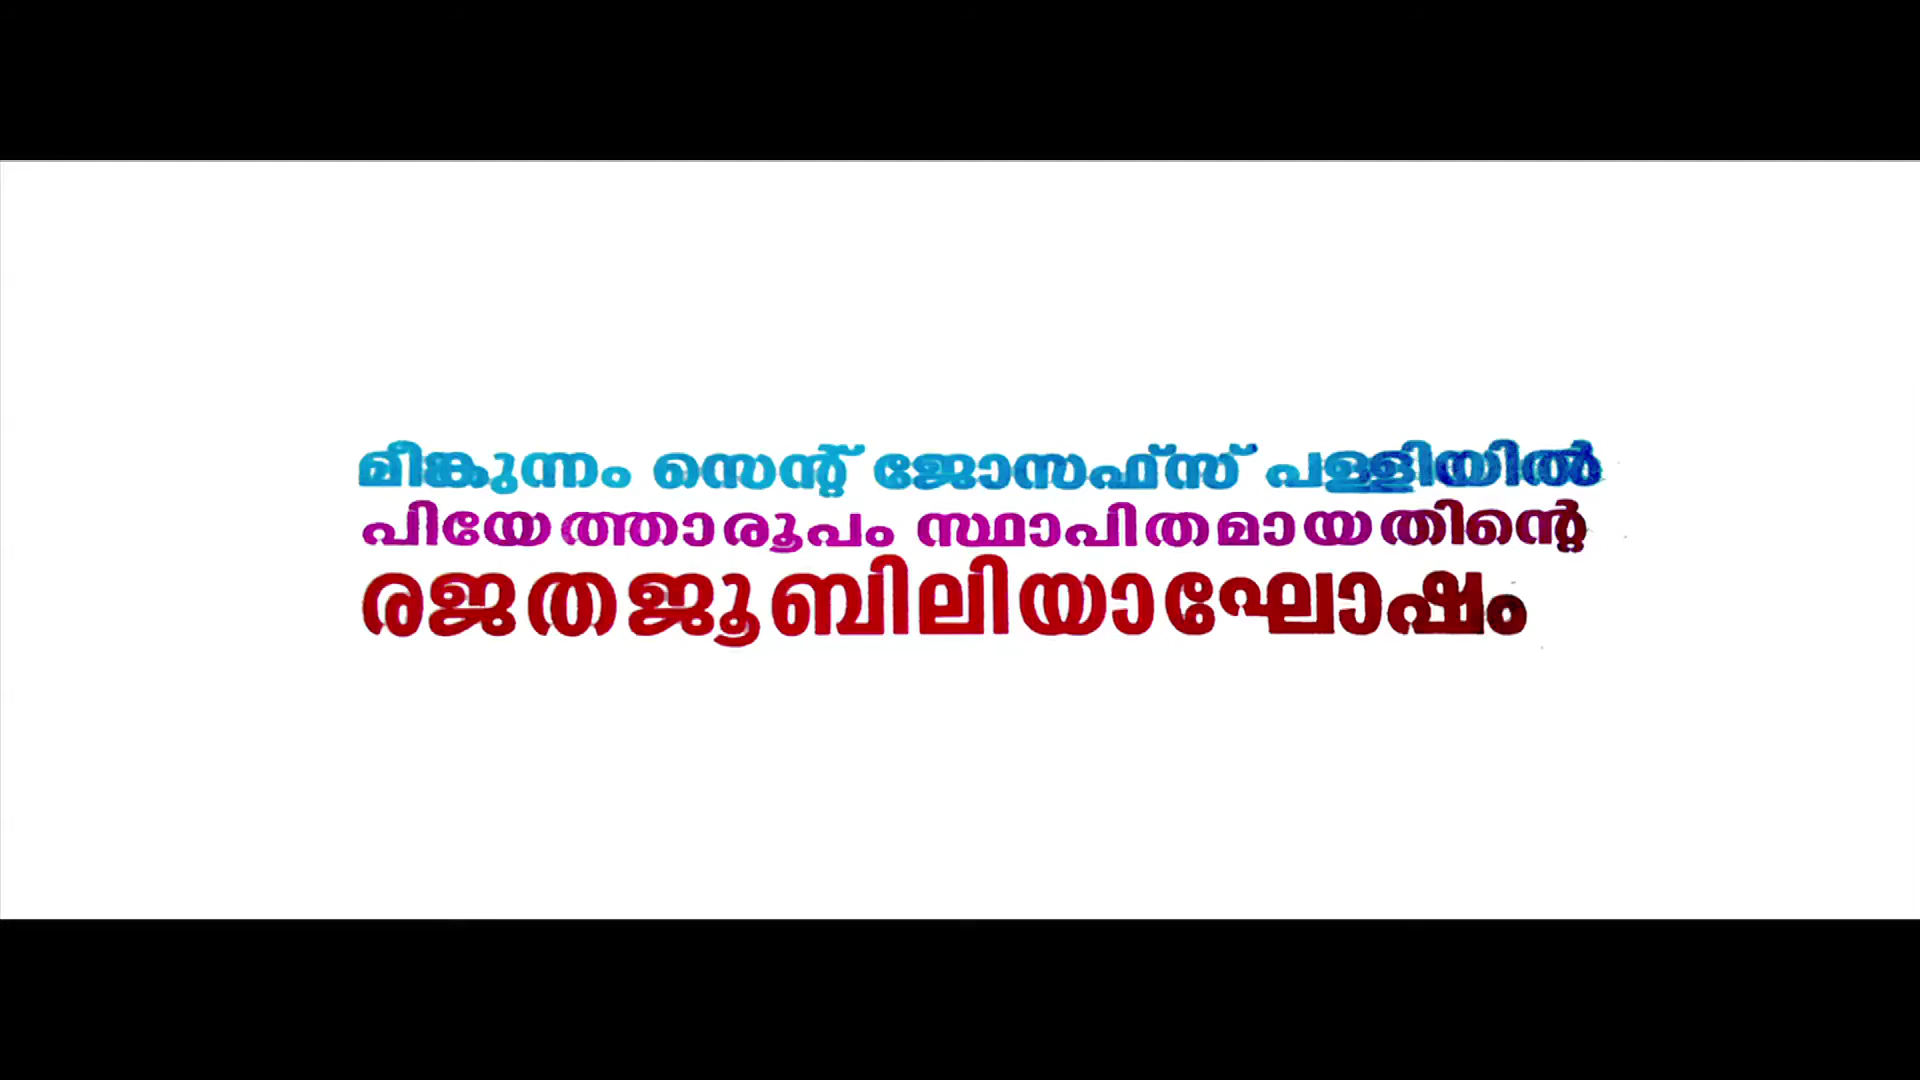 മീങ്കുന്നം സെന്റ് ജോസഫ്സ് പള്ളിയിൽ
പിയേത്താരൂപം സ്ഥാപിതമായതിന്റെ
രജതജൂബിലിയാഘോഷം